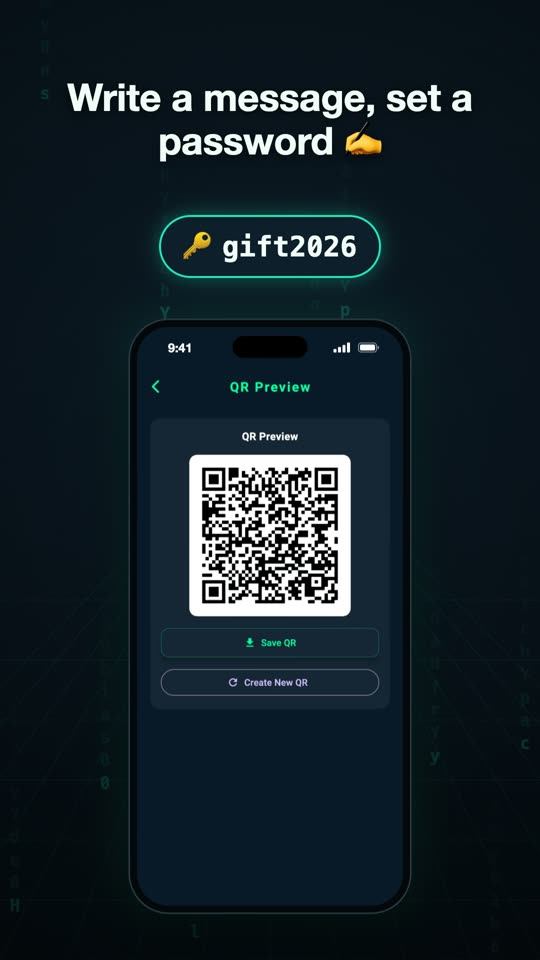 Write a message, set a
password ✍️
🔑 gift2026
9:41
QR Preview
QR Preview
Save QR
Create New QR